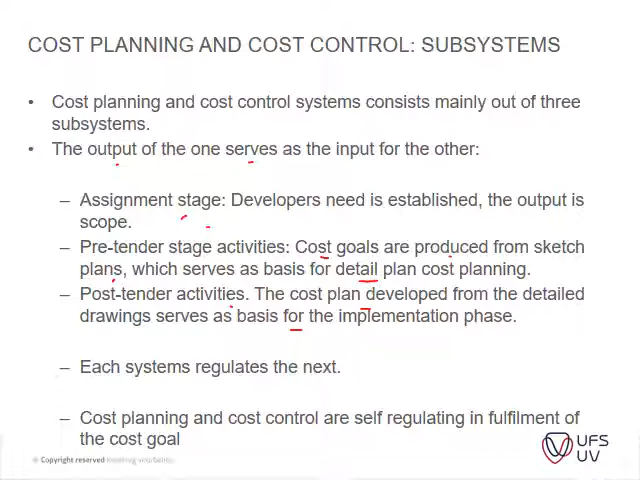 COST PLANNING AND COST CONTROL: SUBSYSTEMS
• Cost planning and cost control systems consists mainly out of three
subsystems.
• The output of the one serves as the input for the other:
– Assignment stage: Developers need is established, the output is
scope.
– Pre-tender stage activities: Cost goals are produced from sketch
plans, which serves as basis for detail plan cost planning.
– Post-tender activities. The cost plan developed from the detailed
drawings serves as basis for the implementation phase.
– Each systems regulates the next.
– Cost planning and cost control are self regulating in fulfilment of
the cost goal
© Copyright reserved
UFS
UV